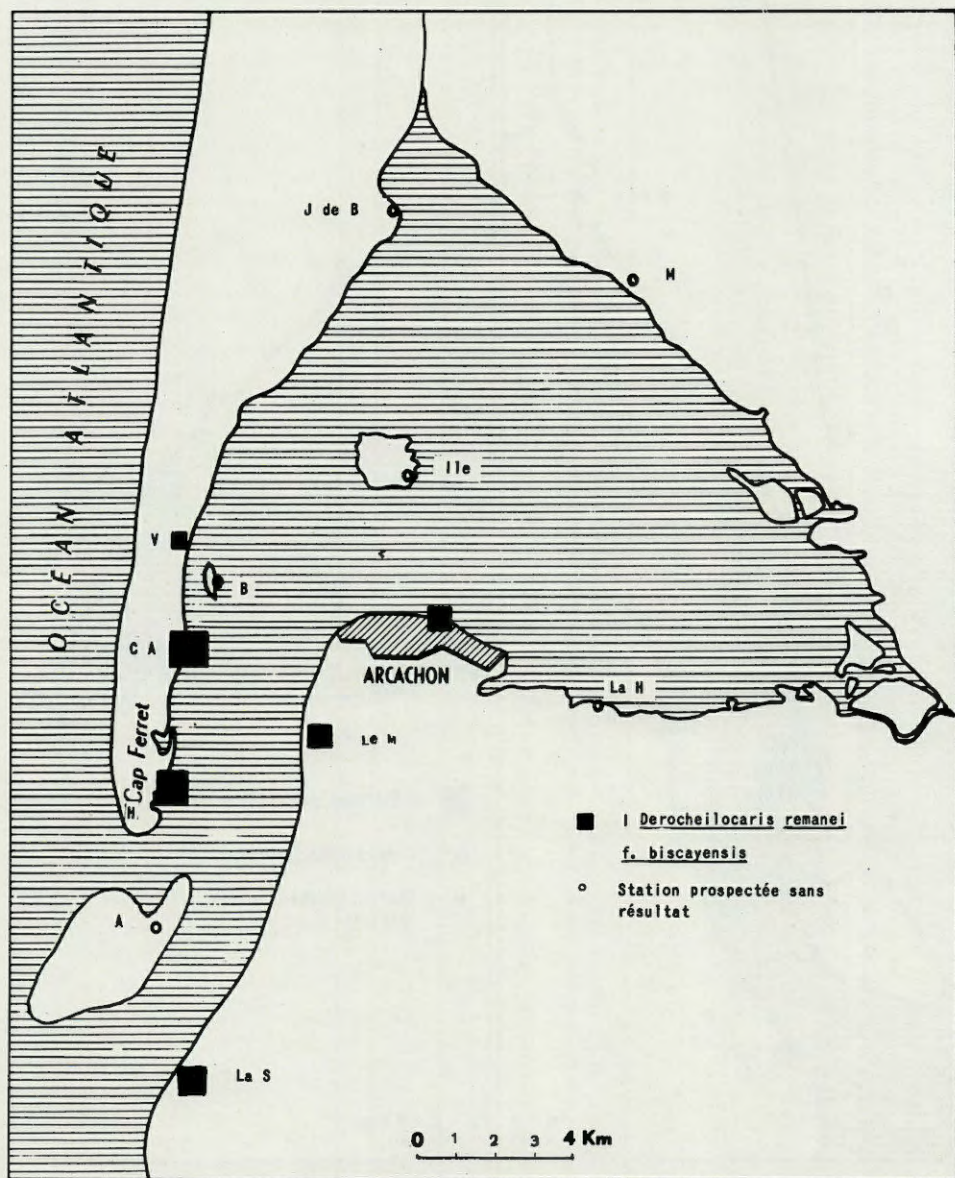 OCEAN ATLANTIQUE
J de B
M
Ile
V
B
C A
ARCACHON
La H
Le M
Cap Ferret
H
I Derocheilocaris remanei
f. biscayensis
Station prospectée sans
résultat
A
La S
0 1 2 3 4 Km